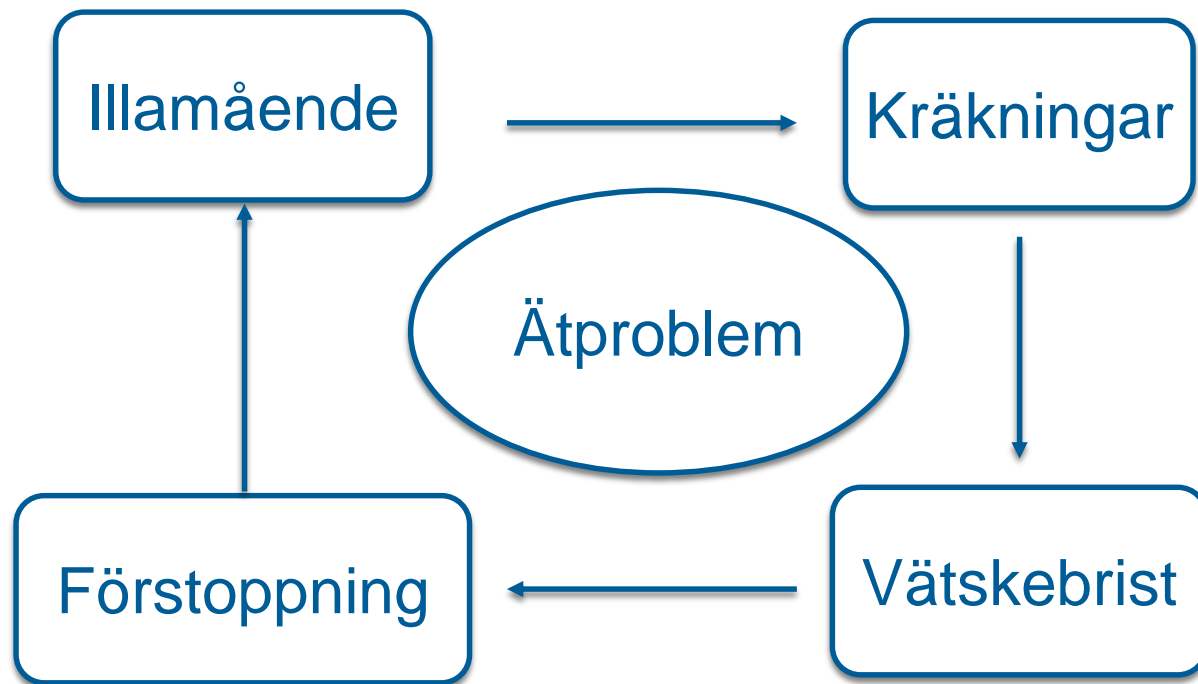 Illamående
Kräkningar
Ätproblem
Förstoppning
Vätskebrist